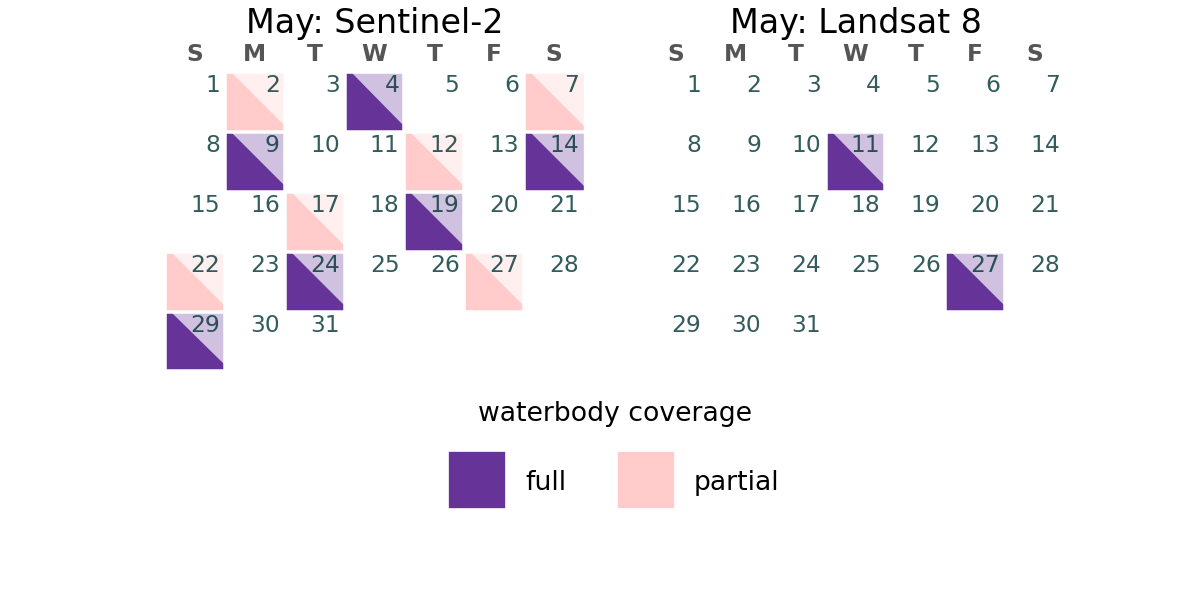 May: Sentinel-2
S M T W T F S
1 2 3 4 5 6 7
8 9 10 11 12 13 14
15 16 17 18 19 20 21
22 23 24 25 26 27 28
29 30 31
May: Landsat 8
S M T W T F S
1 2 3 4 5 6 7
8 9 10 11 12 13 14
15 16 17 18 19 20 21
22 23 24 25 26 27 28
29 30 31
waterbody coverage
full
partial